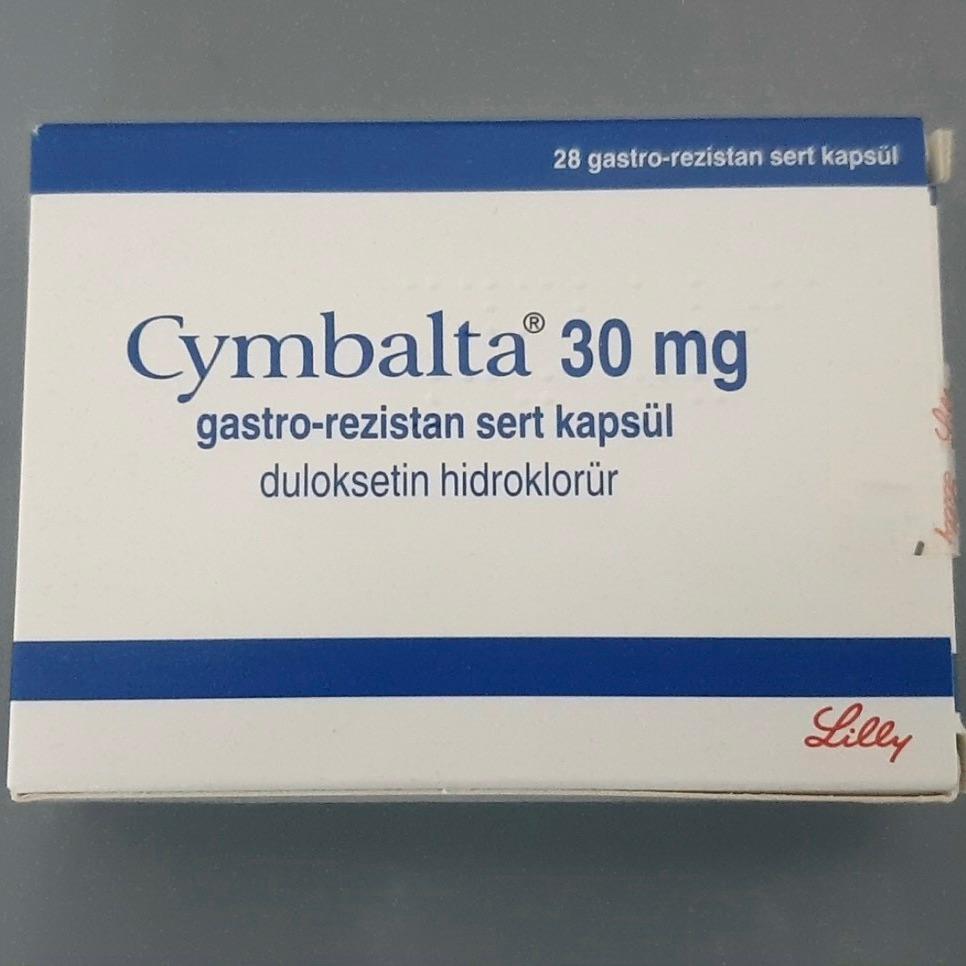 28 gastro-rezistan sert kapsül
Cymbalta® 30 mg
gastro-rezistan sert kapsül
duloksetin hidroklorür
Lilly